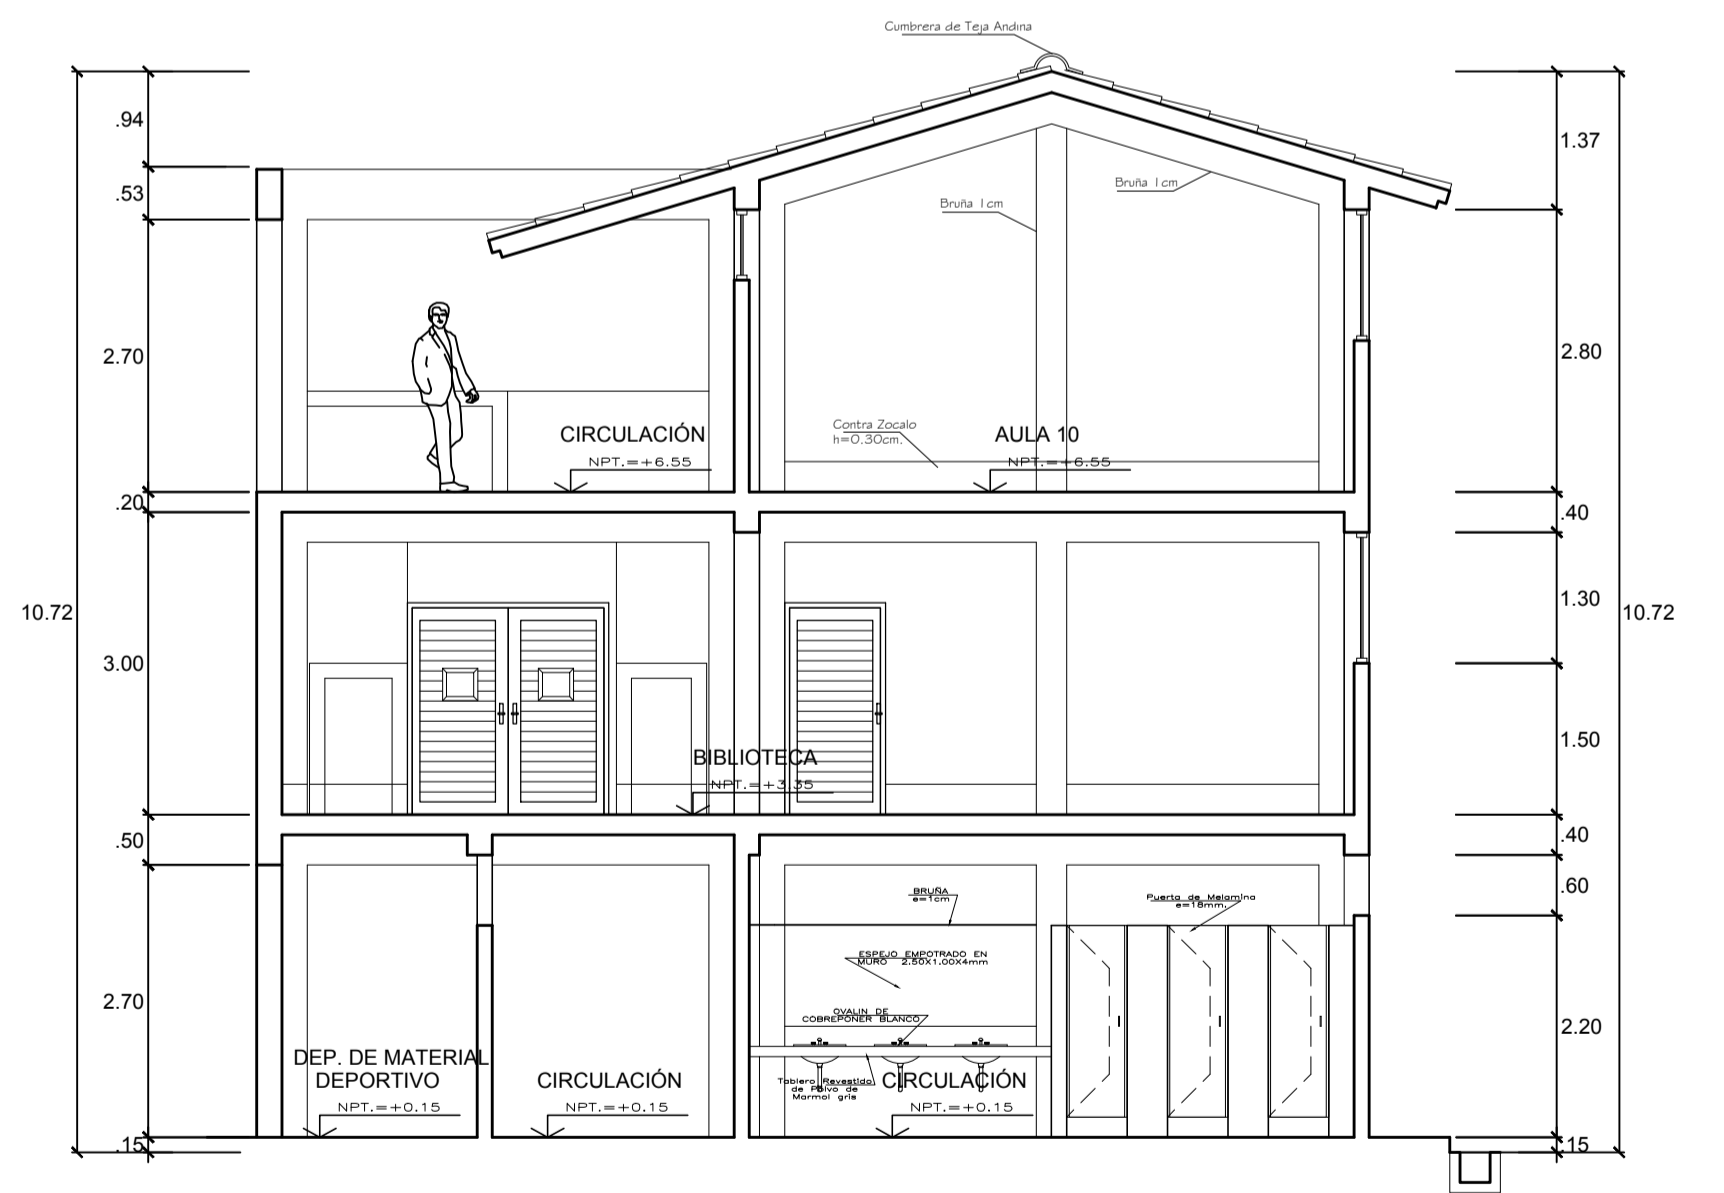 Cumbrera de Teja Andina
.94
1.37
.53
Bruña 1cm
Bruña 1cm
2.70
2.80
Contra Zocalo
h=0.30cm.
CIRCULACIÓN
NPT.=+6.55
AULA 10
NPT.=+6.55
.20
.40
10.72
1.30
10.72
3.00
1.50
BIBLIOTECA
NPT.=+3.35
.50
.40
.60
BRUÑA
e=1cm
Puerta de Melamina
e=18mm.
ESPEJO EMPOTRADO EN
MURO 2.50X1.00X4mm
2.70
OVALIN DE
COBREPONER BLANCO
2.20
DEP. DE MATERIAL
DEPORTIVO
NPT.=+0.15
CIRCULACIÓN
NPT.=+0.15
Tablero Revestido
de Polvo de
Marmol gris
CIRCULACIÓN
NPT.=+0.15
.15
.15